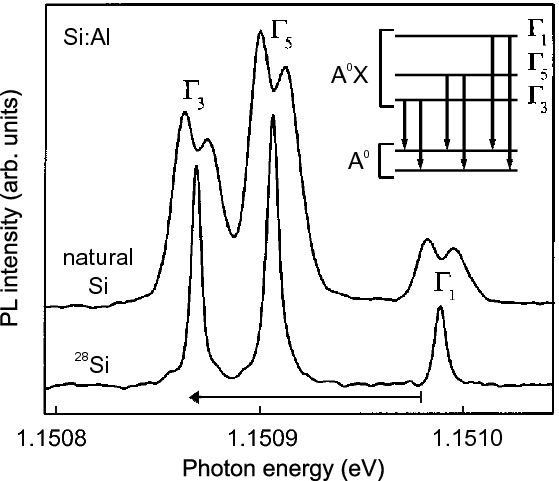 Si:Al
Γ₁
Γ₅
Γ₃
A⁰X
A⁰
Γ₅
Γ₃
natural
Si
Γ₁
²⁸Si
PL intensity (arb. units)
1.1508
1.1509
1.1510
Photon energy (eV)